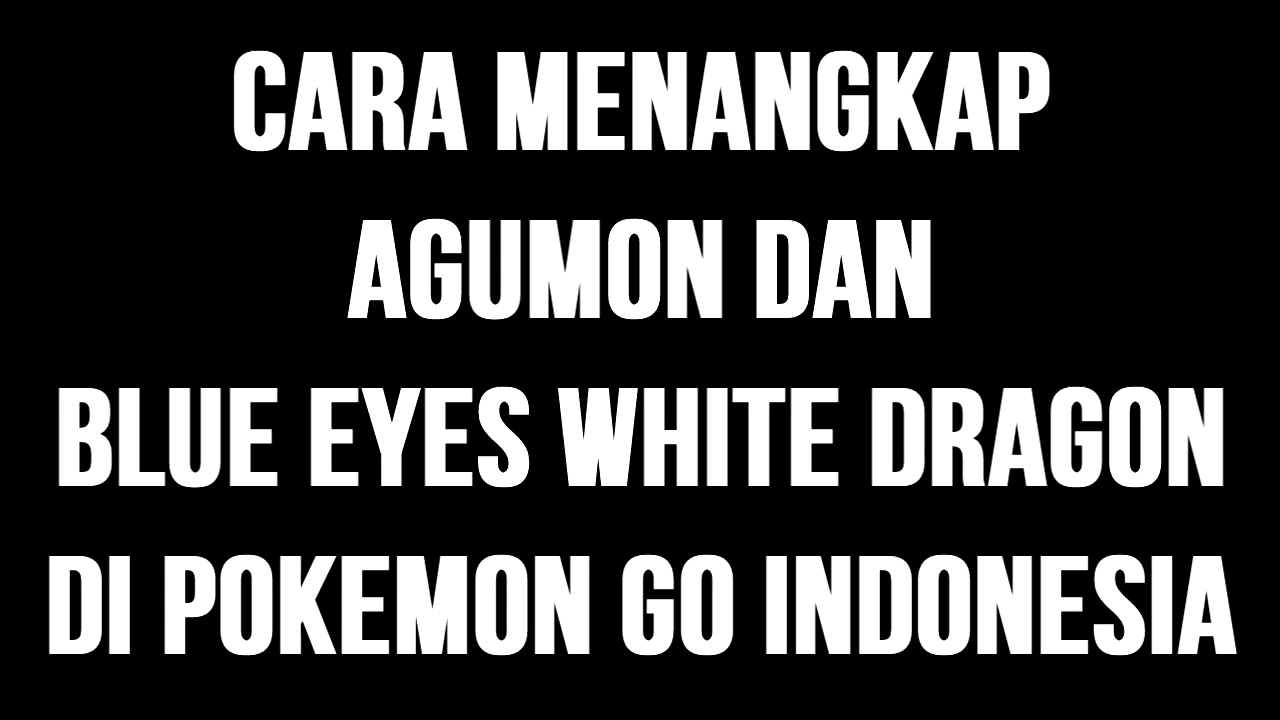 CARA MENANGKAP
AGUMON DAN
BLUE EYES WHITE DRAGON
DI POKEMON GO INDONESIA